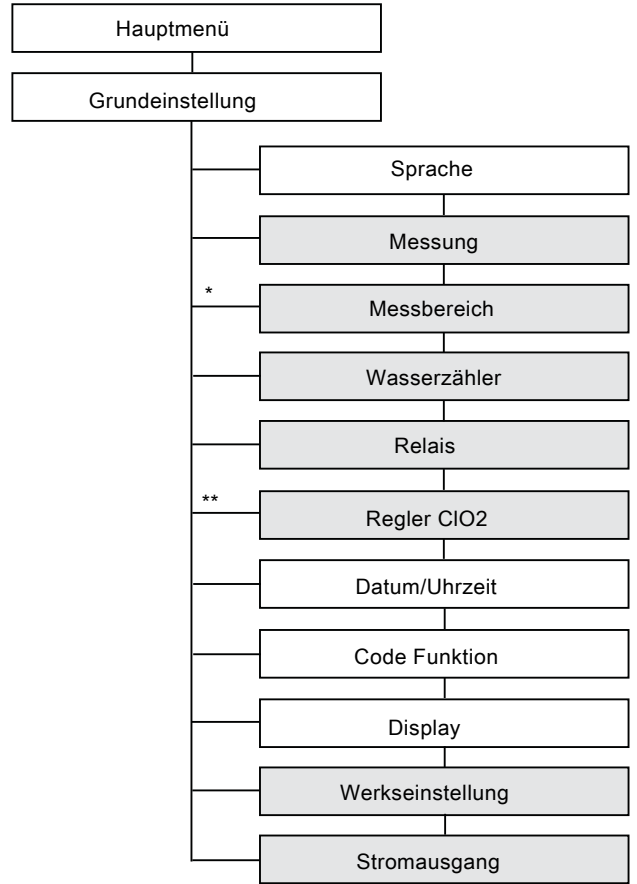 Hauptmenü
Grundeinstellung
Sprache
Messung
*
Messbereich
Wasserzähler
Relais
**
Regler ClO2
Datum/Uhrzeit
Code Funktion
Display
Werkseinstellung
Stromausgang